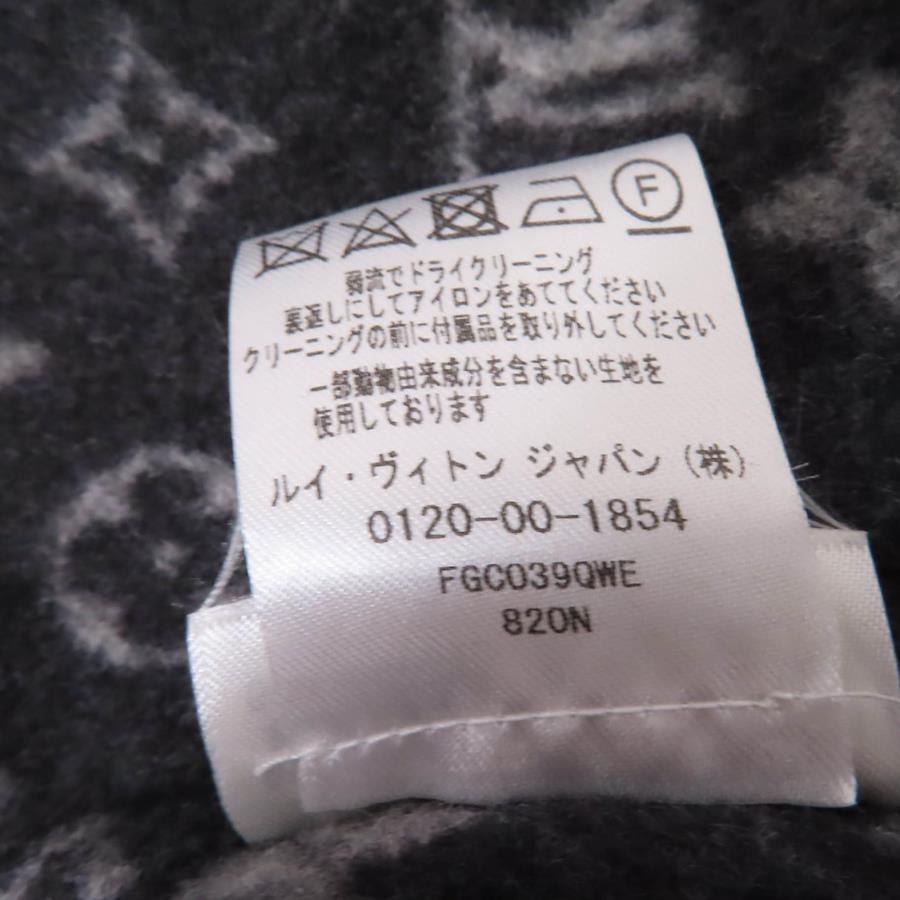 F
弱流でドライクリーニング
裏返しにしてアイロンをあててください
クリーニングの前に付属品を取り外してください
一部動物由来成分を含まない生地を
使用しております
ルイ・ヴィトン ジャパン (株)
0120-00-1854
FGC039QWE
820N